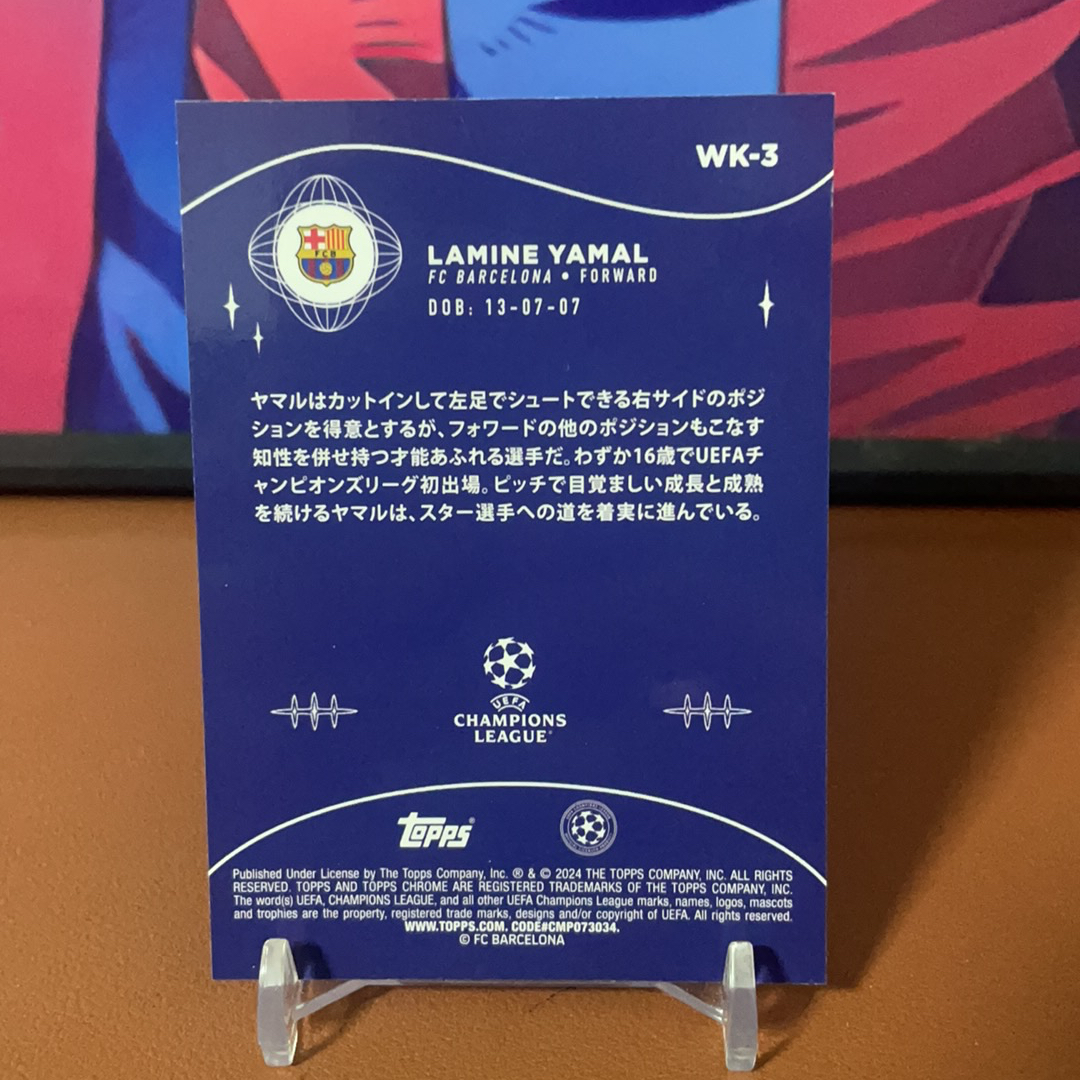 WK-3
FCB
LAMINE YAMAL
FC BARCELONA • FORWARD
DOB: 13-07-07
ヤマルはカットインして左足でシュートできる右サイドのポジ
ションを得意とするが、フォワードの他のポジションもこなす
知性を併せ持つ才能あふれる選手だ。わずか16歳でUEFAチ
ャンピオンズリーグ初出場。ピッチで目覚ましい成長と成熟
を続けるヤマルは、スター選手への道を着実に進んでいる。
UEFA
CHAMPIONS
LEAGUE®
Topps®
Published Under License by The Topps Company, Inc. ® & © 2024 THE TOPPS COMPANY, INC. ALL RIGHTS
RESERVED. TOPPS AND TOPPS CHROME ARE REGISTERED TRADEMARKS OF THE TOPPS COMPANY, INC.
The word(s) UEFA, CHAMPIONS LEAGUE, and all other UEFA Champions League marks, names, logos, mascots
and trophies are the property, registered trade marks, designs and/or copyright of UEFA. All rights reserved.
WWW.TOPPS.COM. CODE#CMP073034.
© FC BARCELONA